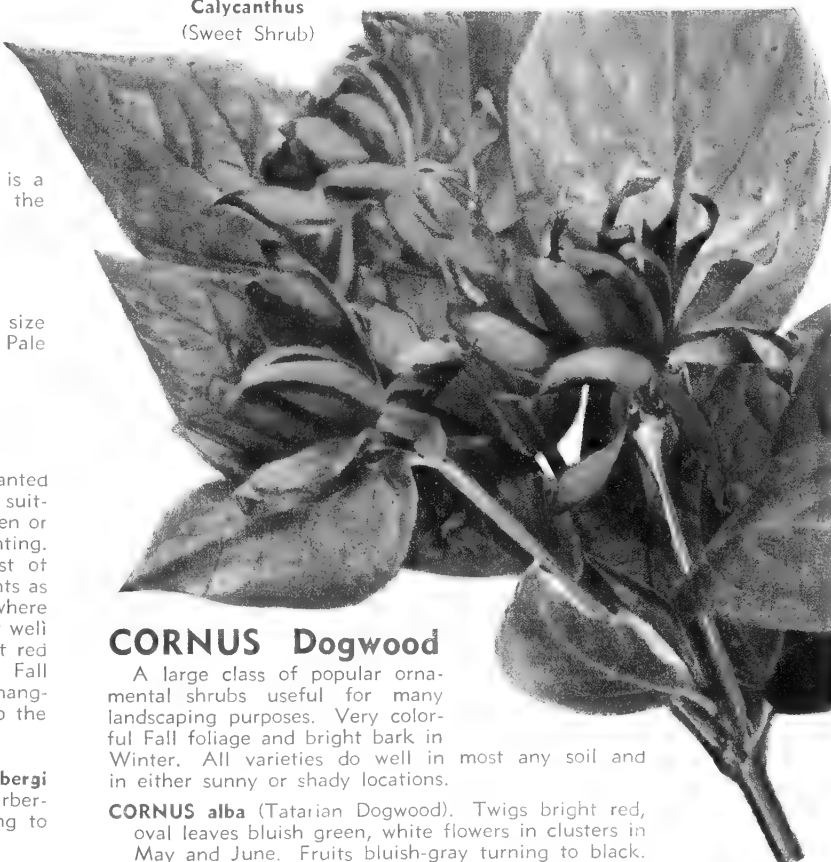 Calycanthus
(Sweet Shrub)
is a
the
size
Pale
anted
suit-
en or
nting.
st of
nts as
where
well
t red
Fall
hang-
o the
bergi
rber-
ng to
CORNUS Dogwood
A large class of popular orna-
mental shrubs useful for many
landscaping purposes. Very color-
ful Fall foliage and bright bark in
Winter. All varieties do well in most any soil and
in either sunny or shady locations.
CORNUS alba (Tatarian Dogwood). Twigs bright red,
oval leaves bluish green, white flowers in clusters in
May and June. Fruits bluish-gray turning to black.